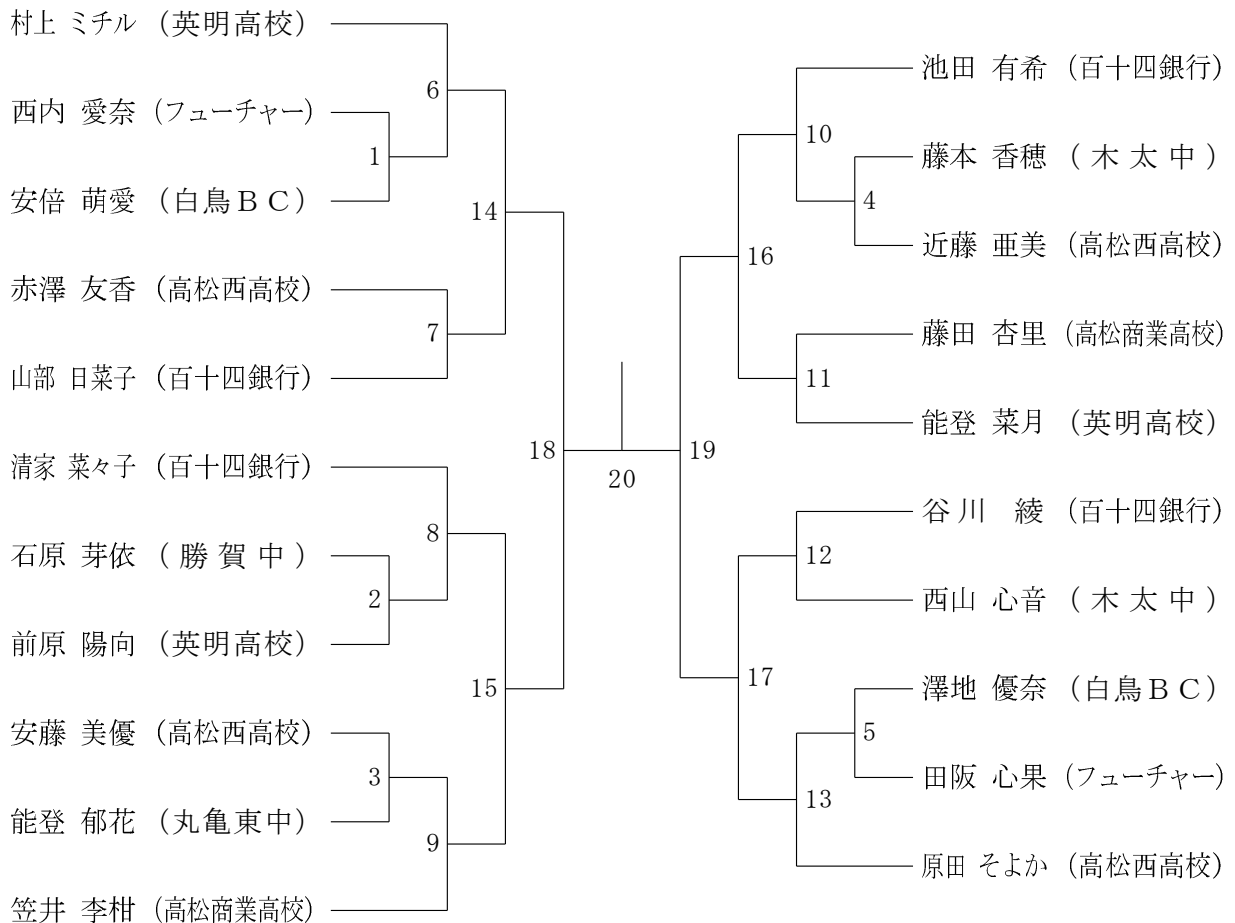 村上 ミチル (英明高校)
西内 愛奈 (フューチャー)
安倍 萌愛 (白鳥BC)
赤澤 友香 (高松西高校)
山部 日菜子 (百十四銀行)
清家 菜々子 (百十四銀行)
石原 芽依 (勝賀中)
前原 陽向 (英明高校)
安藤 美優 (高松西高校)
能登 郁花 (丸亀東中)
笠井 李柑 (高松商業高校)
1
2
3
6
7
8
9
14
15
18
20
19
16
17
10
11
12
13
4
5
池田 有希 (百十四銀行)
藤本 香穂 (木太中)
近藤 亜美 (高松西高校)
藤田 杏里 (高松商業高校)
能登 菜月 (英明高校)
谷川 綾 (百十四銀行)
西山 心音 (木太中)
澤地 優奈 (白鳥BC)
田阪 心果 (フューチャー)
原田 そよか (高松西高校)